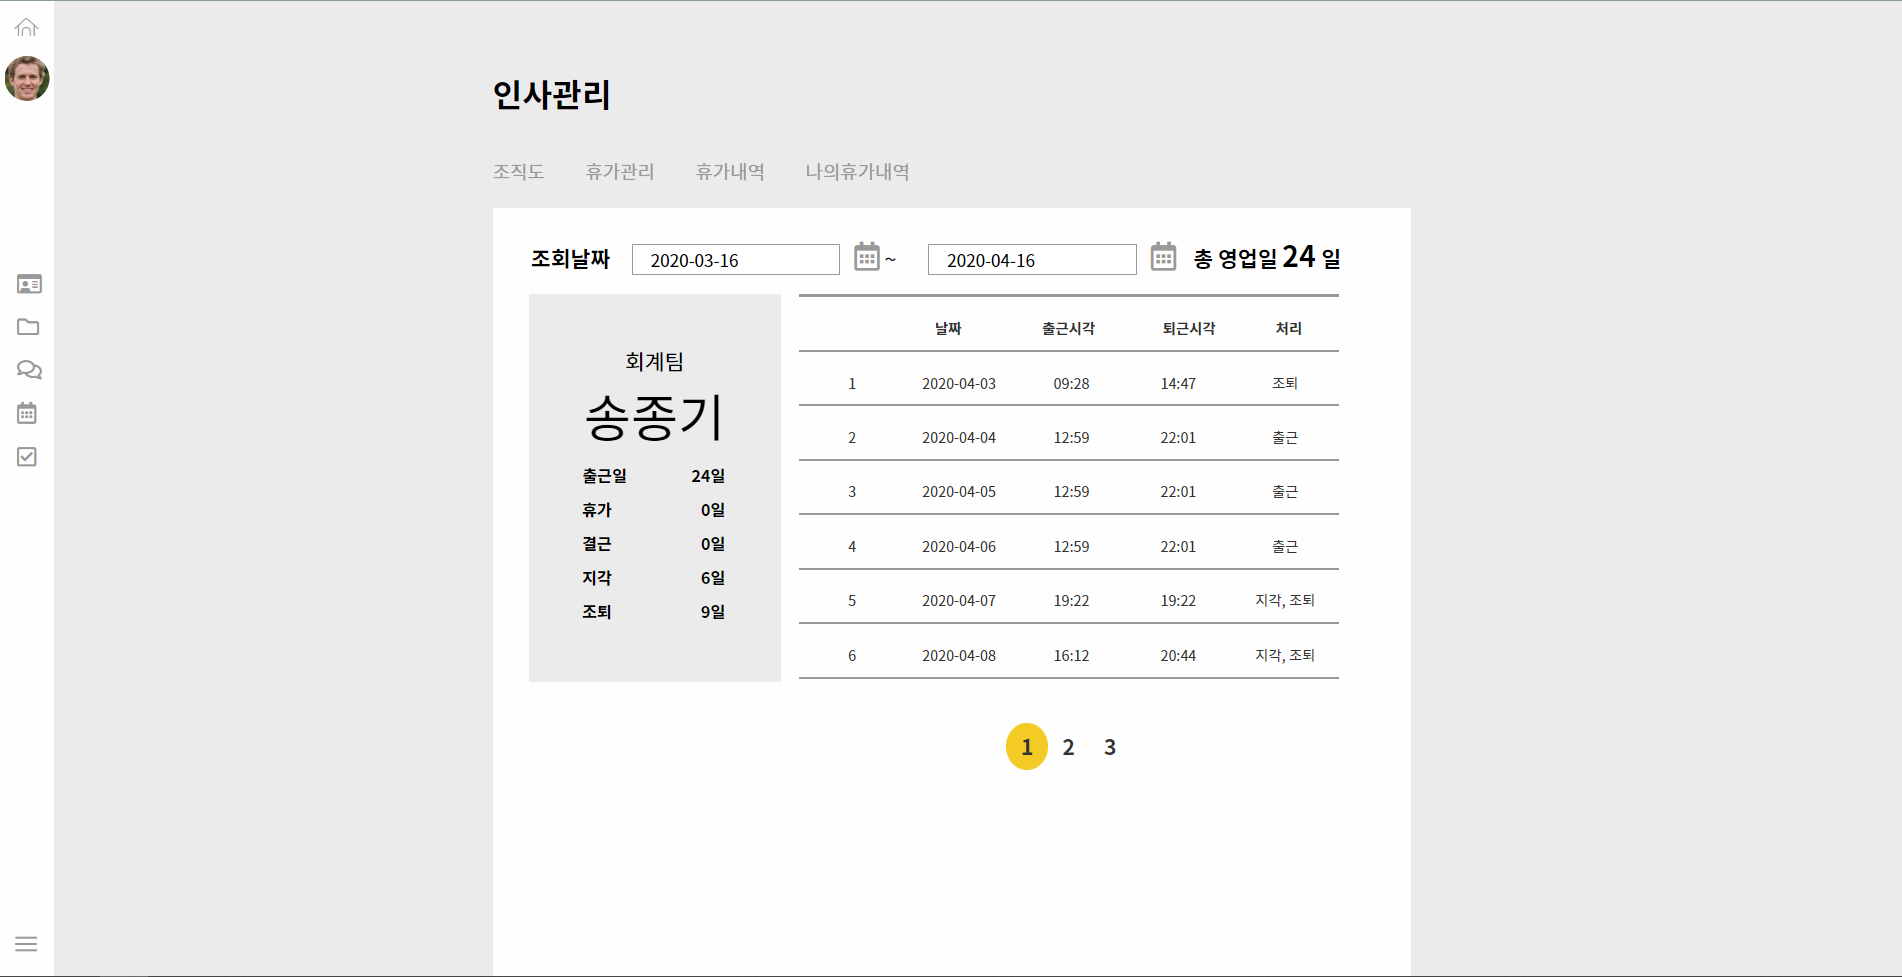 인사관리
조직도 휴가관리 휴가내역 나의휴가내역
조회날짜 2020-03-16 ~ 2020-04-16 총 영업일 24 일
회계팀
송종기
출근일 24일
휴가 0일
결근 0일
지각 6일
조퇴 9일
날짜 출근시각 퇴근시각 처리
1 2020-04-03 09:28 14:47 조퇴
2 2020-04-04 12:59 22:01 출근
3 2020-04-05 12:59 22:01 출근
4 2020-04-06 12:59 22:01 출근
5 2020-04-07 19:22 19:22 지각, 조퇴
6 2020-04-08 16:12 20:44 지각, 조퇴
1 2 3